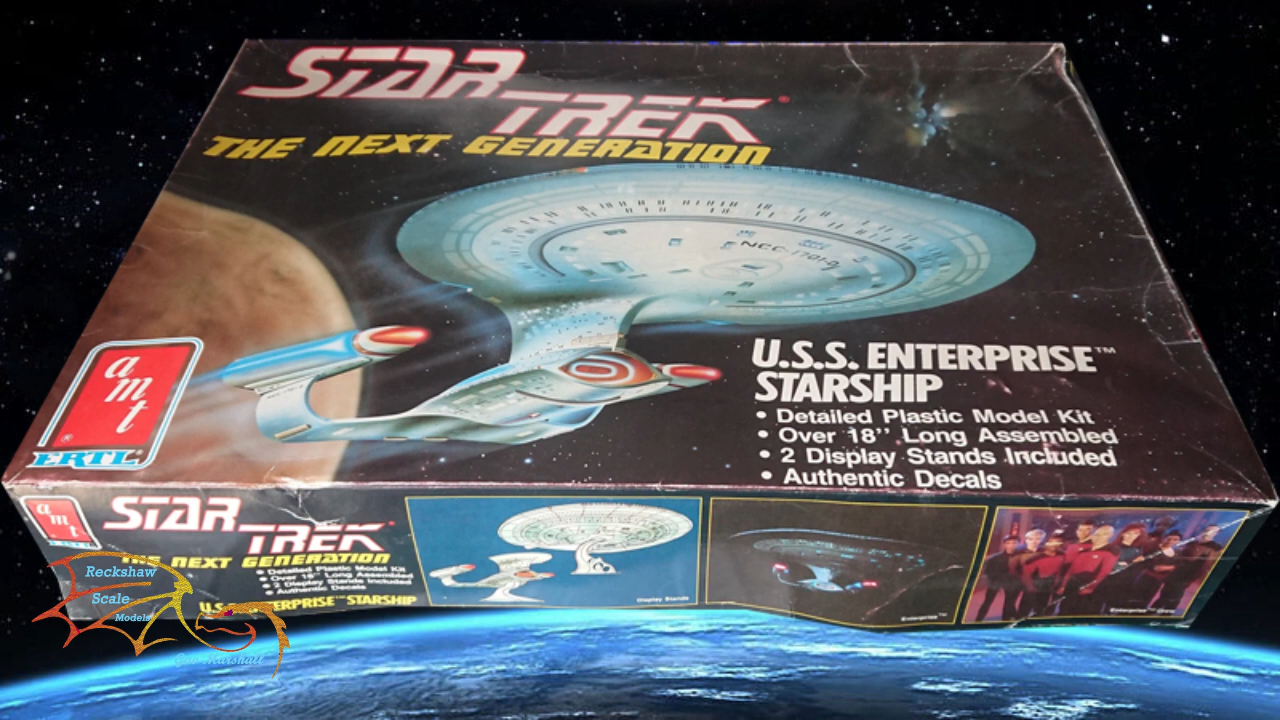 STAR
TREK®
THE NEXT GENERATION
NCC-1701-D
amt
®
ERTL®
U.S.S. ENTERPRISE™
STARSHIP
• Detailed Plastic Model Kit
• Over 18'' Long Assembled
• 2 Display Stands Included
• Authentic Decals
amt
STAR
TREK
THE NEXT GENERATION
• Detailed Plastic Model Kit
• Over 18'' Long Assembled
• 2 Display Stands Included
• Authentic Decals
U.S.S. ENTERPRISE STARSHIP
Display Stands
Enterprise™
Enterprise™ Crew
Reckshaw
Scale
Models
Marshall